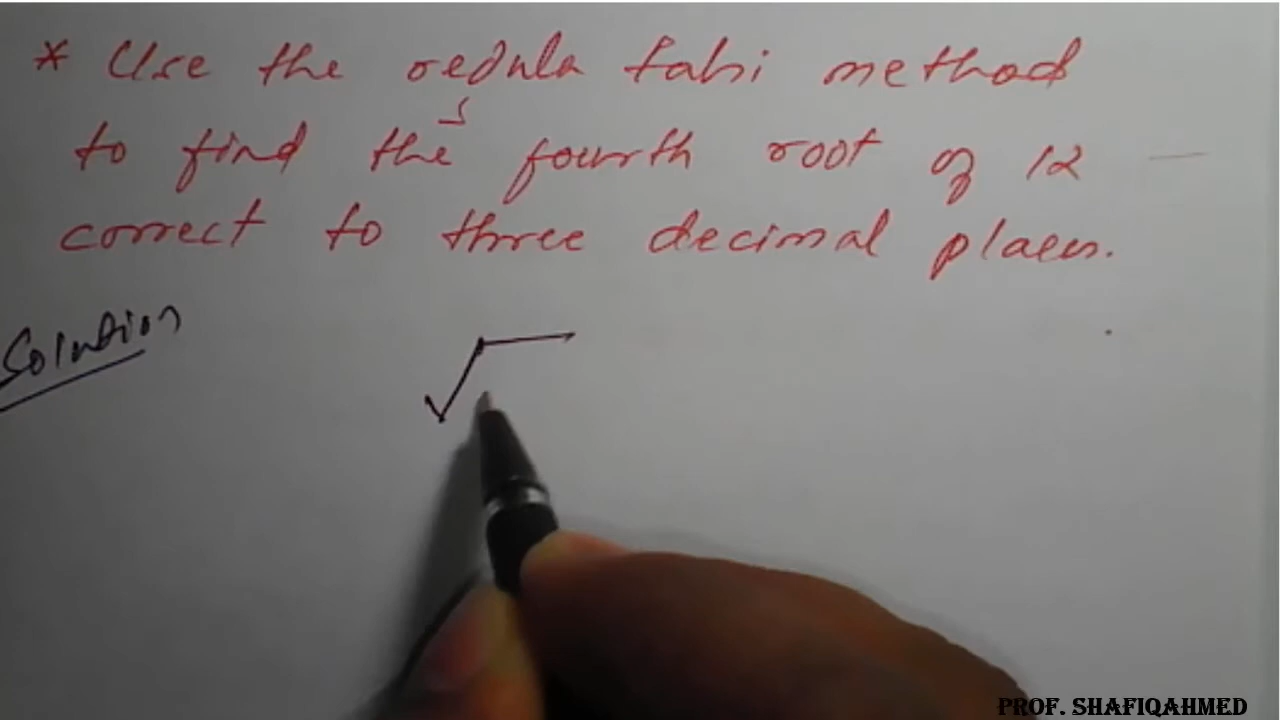 * Use the regula falsi method
to find the fourth root of 12
correct to three decimal places.
Solution
PROF. SHAFIQAHMED